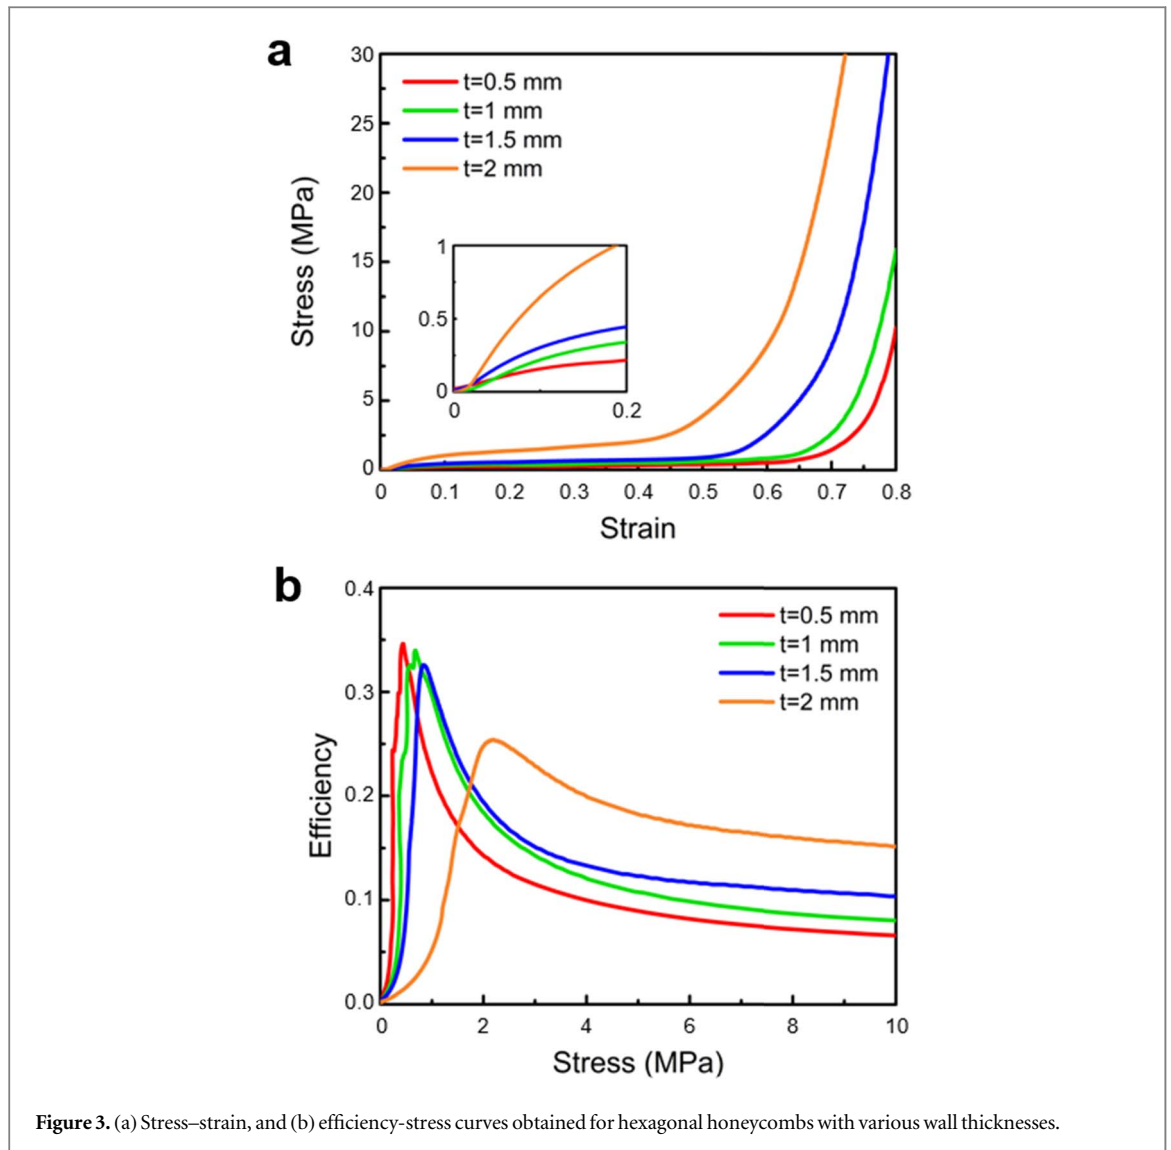 a
30
25
20
15
10
5
0
Stress (MPa)
t=0.5 mm
t=1 mm
t=1.5 mm
t=2 mm
1
0.5
0
0 0.2
0 0.1 0.2 0.3 0.4 0.5 0.6 0.7 0.8
Strain
b
0.4
0.3
0.2
0.1
0.0
Efficiency
t=0.5 mm
t=1 mm
t=1.5 mm
t=2 mm
0 2 4 6 8 10
Stress (MPa)
Figure 3. (a) Stress–strain, and (b) efficiency-stress curves obtained for hexagonal honeycombs with various wall thicknesses.